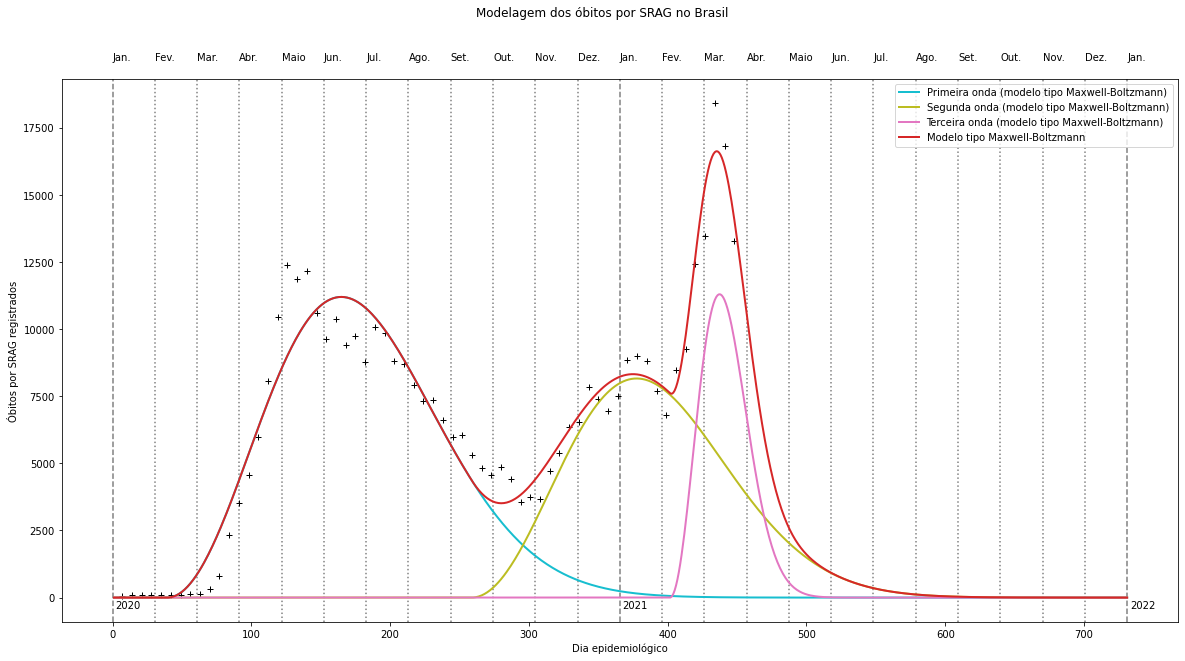 Modelagem dos óbitos por SRAG no Brasil
Jan. Fev. Mar. Abr. Maio Jun. Jul. Ago. Set. Out. Nov. Dez. Jan. Fev. Mar. Abr. Maio Jun. Jul. Ago. Set. Out. Nov. Dez. Jan.
Primeira onda (modelo tipo Maxwell-Boltzmann)
Segunda onda (modelo tipo Maxwell-Boltzmann)
Terceira onda (modelo tipo Maxwell-Boltzmann)
Modelo tipo Maxwell-Boltzmann
17500
15000
12500
10000
7500
5000
2500
0
Óbitos por SRAG registrados
2020 2021 2022
0 100 200 300 400 500 600 700
Dia epidemiológico